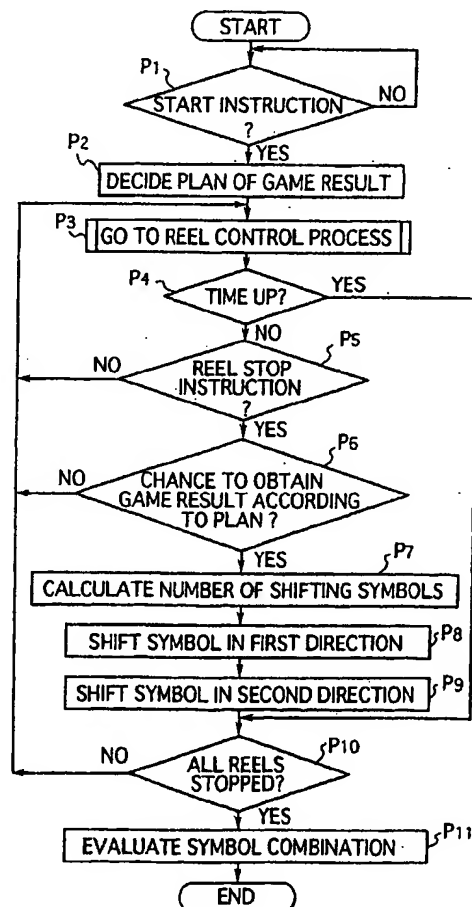 START
P1
START INSTRUCTION
?
NO
YES
P2
DECIDE PLAN OF GAME RESULT
P3
GO TO REEL CONTROL PROCESS
P4
TIME UP?
YES
NO
P5
REEL STOP
INSTRUCTION
?
NO
YES
P6
CHANCE TO OBTAIN
GAME RESULT ACCORDING
TO PLAN ?
NO
YES
P7
CALCULATE NUMBER OF SHIFTING SYMBOLS
SHIFT SYMBOL IN FIRST DIRECTION
P8
SHIFT SYMBOL IN SECOND DIRECTION
P9
P10
ALL REELS
STOPPED?
NO
YES
EVALUATE SYMBOL COMBINATION
P11
END